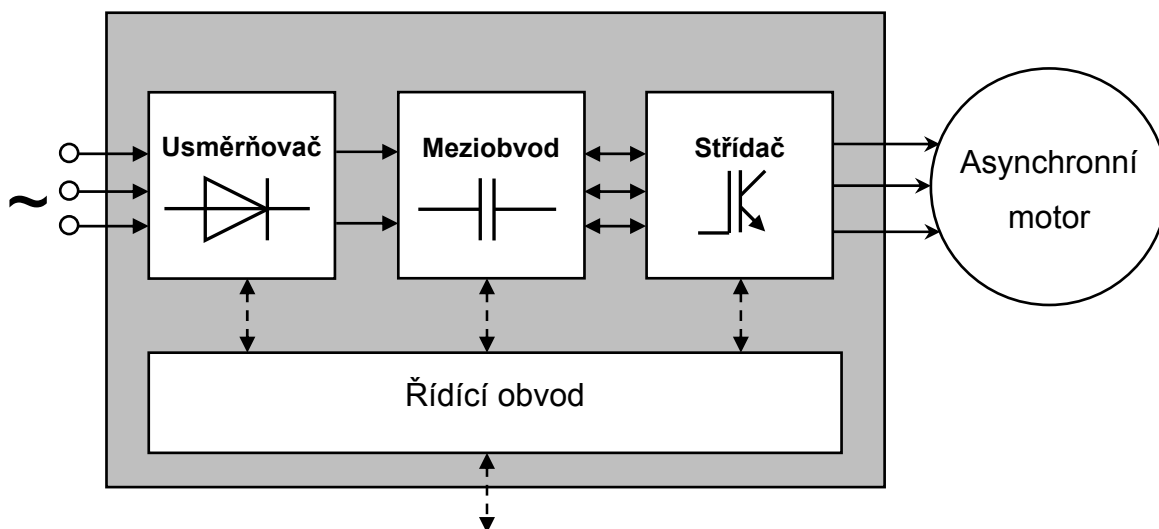 Usměrňovač
Meziobvod
Střídač
Asynchronní
motor
~
Řídící obvod